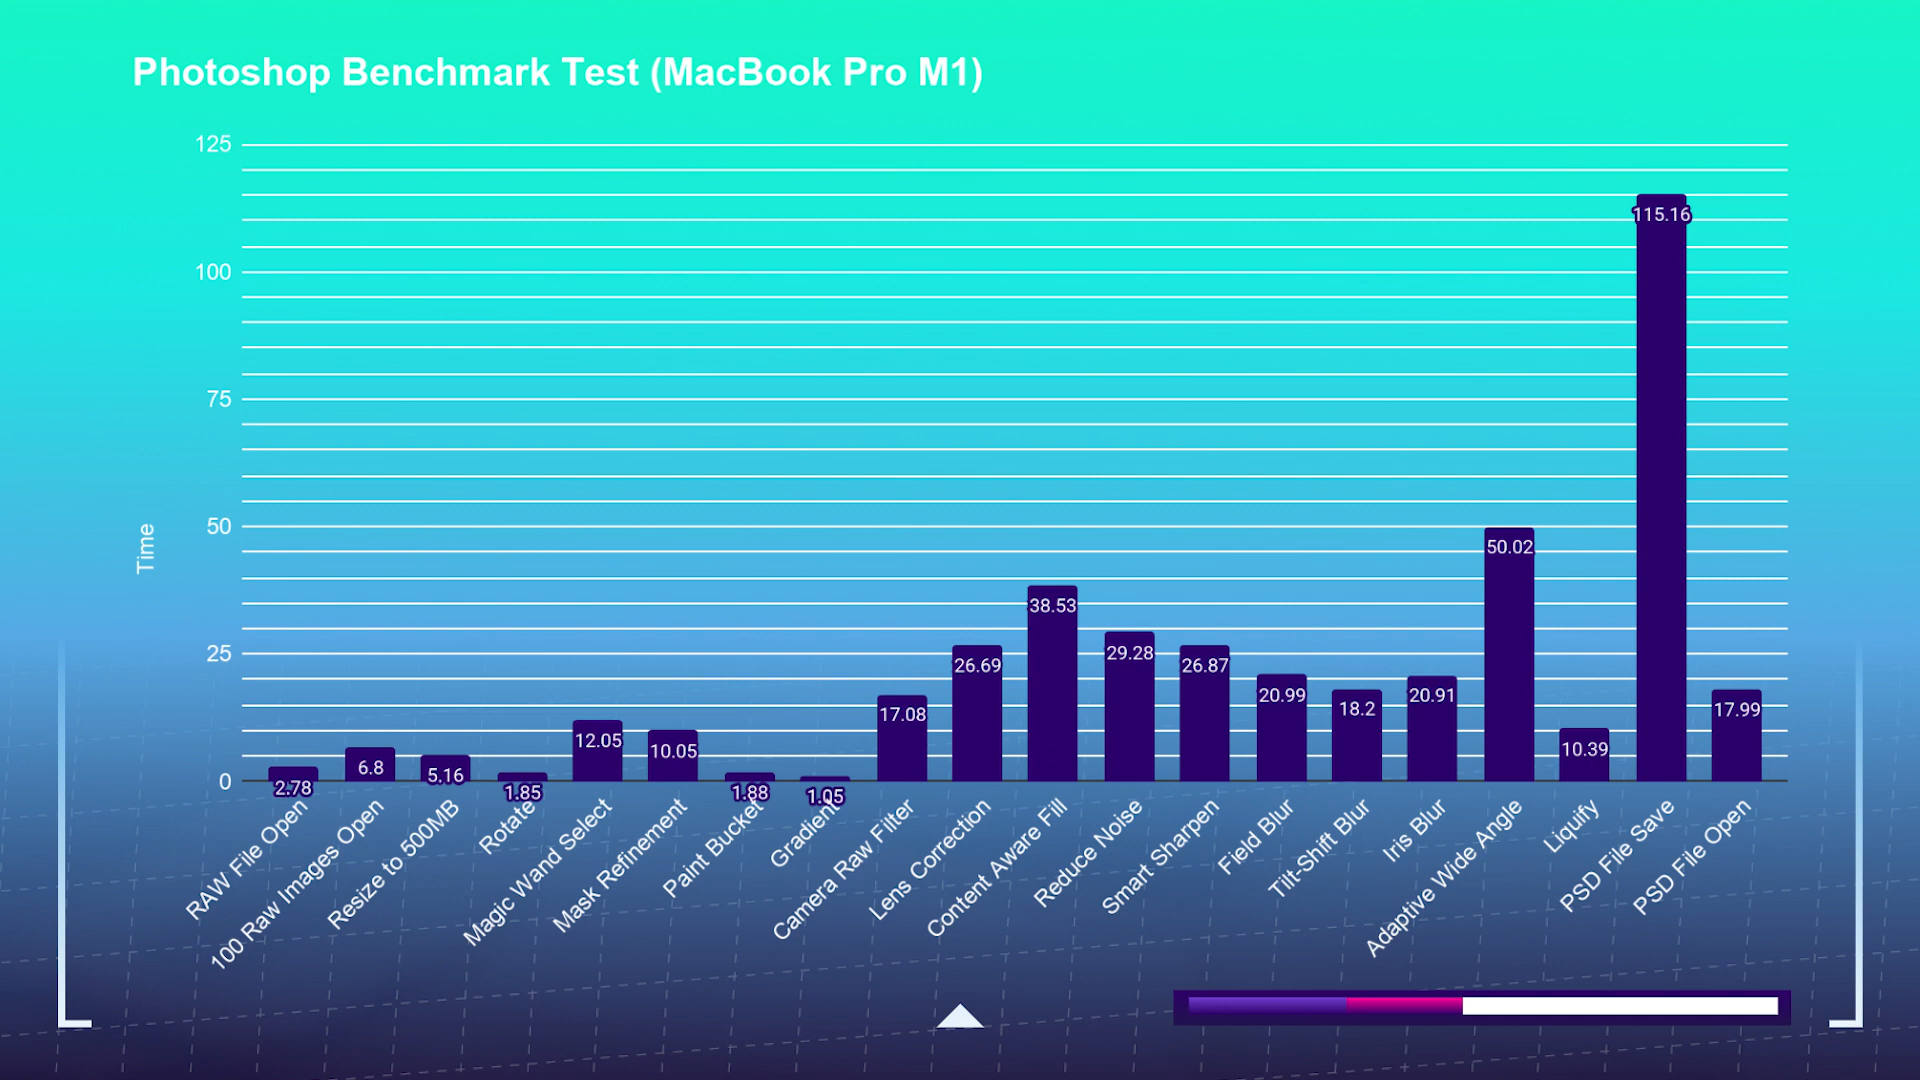 Photoshop Benchmark Test (MacBook Pro M1)
125
100
75
50
25
0
Time
2.78
6.8
5.16
1.85
12.05
10.05
1.88
1.05
17.08
26.69
38.53
29.28
26.87
20.99
18.2
20.91
50.02
10.39
115.16
17.99
RAW File Open
100 Raw Images Open
Resize to 500MB
Rotate
Magic Wand Select
Mask Refinement
Paint Bucket
Gradient
Camera Raw Filter
Lens Correction
Content Aware Fill
Reduce Noise
Smart Sharpen
Field Blur
Tilt-Shift Blur
Iris Blur
Adaptive Wide Angle
Liquify
PSD File Save
PSD File Open